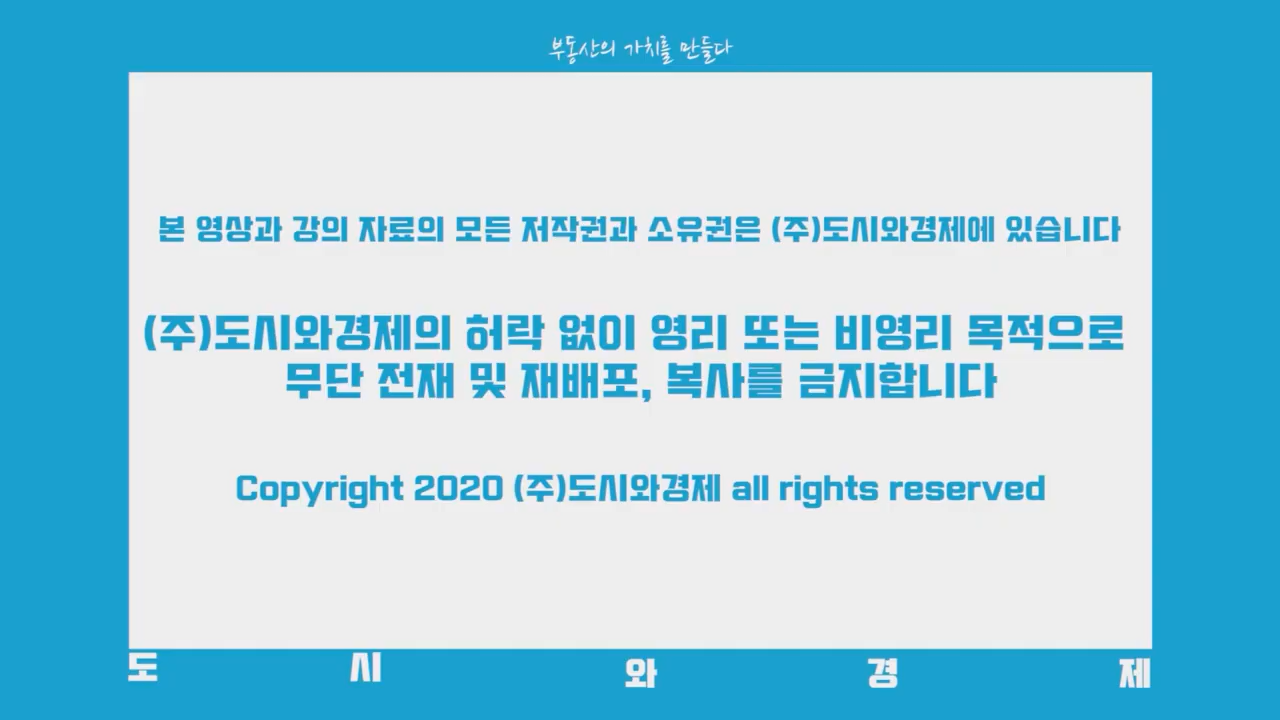 부동산의 가치를 만들다
본 영상과 강의 자료의 모든 저작권과 소유권은 (주)도시와경제에 있습니다
(주)도시와경제의 허락 없이 영리 또는 비영리 목적으로
무단 전재 및 재배포, 복사를 금지합니다
Copyright 2020 (주)도시와경제 all rights reserved
도 시 와 경 제